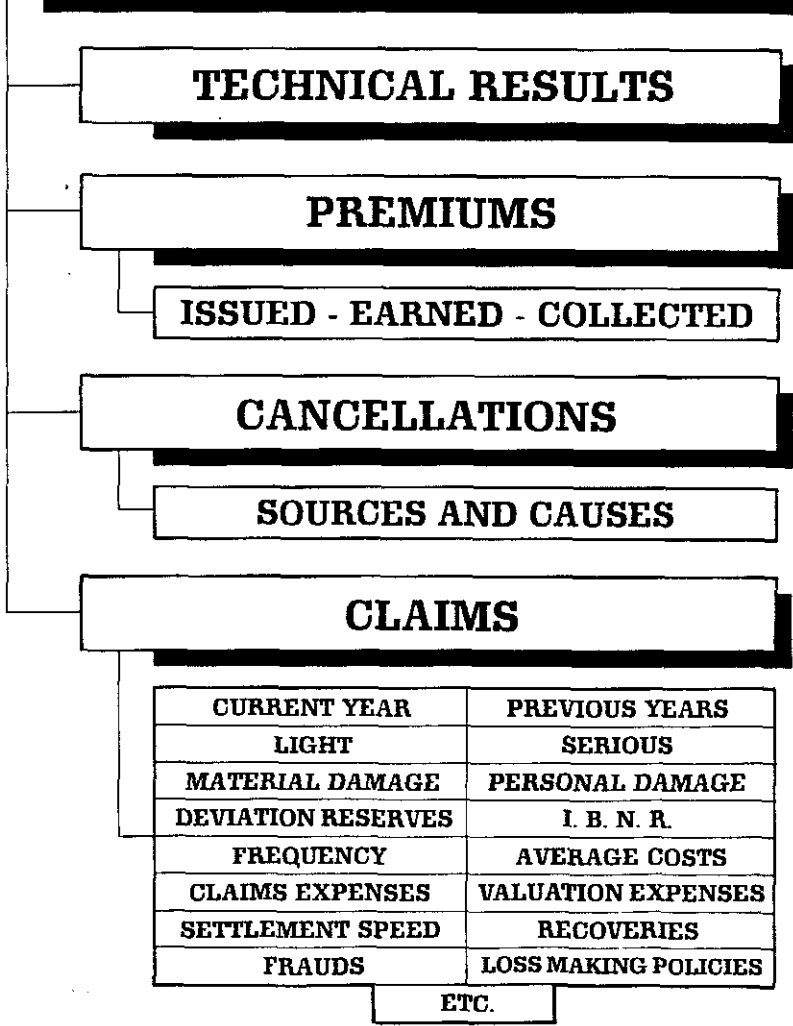 TECHNICAL RESULTS
PREMIUMS
ISSUED - EARNED - COLLECTED
CANCELLATIONS
SOURCES AND CAUSES
CLAIMS
CURRENT YEAR PREVIOUS YEARS
LIGHT SERIOUS
MATERIAL DAMAGE PERSONAL DAMAGE
DEVIATION RESERVES I. B. N. R.
FREQUENCY AVERAGE COSTS
CLAIMS EXPENSES VALUATION EXPENSES
SETTLEMENT SPEED RECOVERIES
FRAUDS LOSS MAKING POLICIES
ETC.